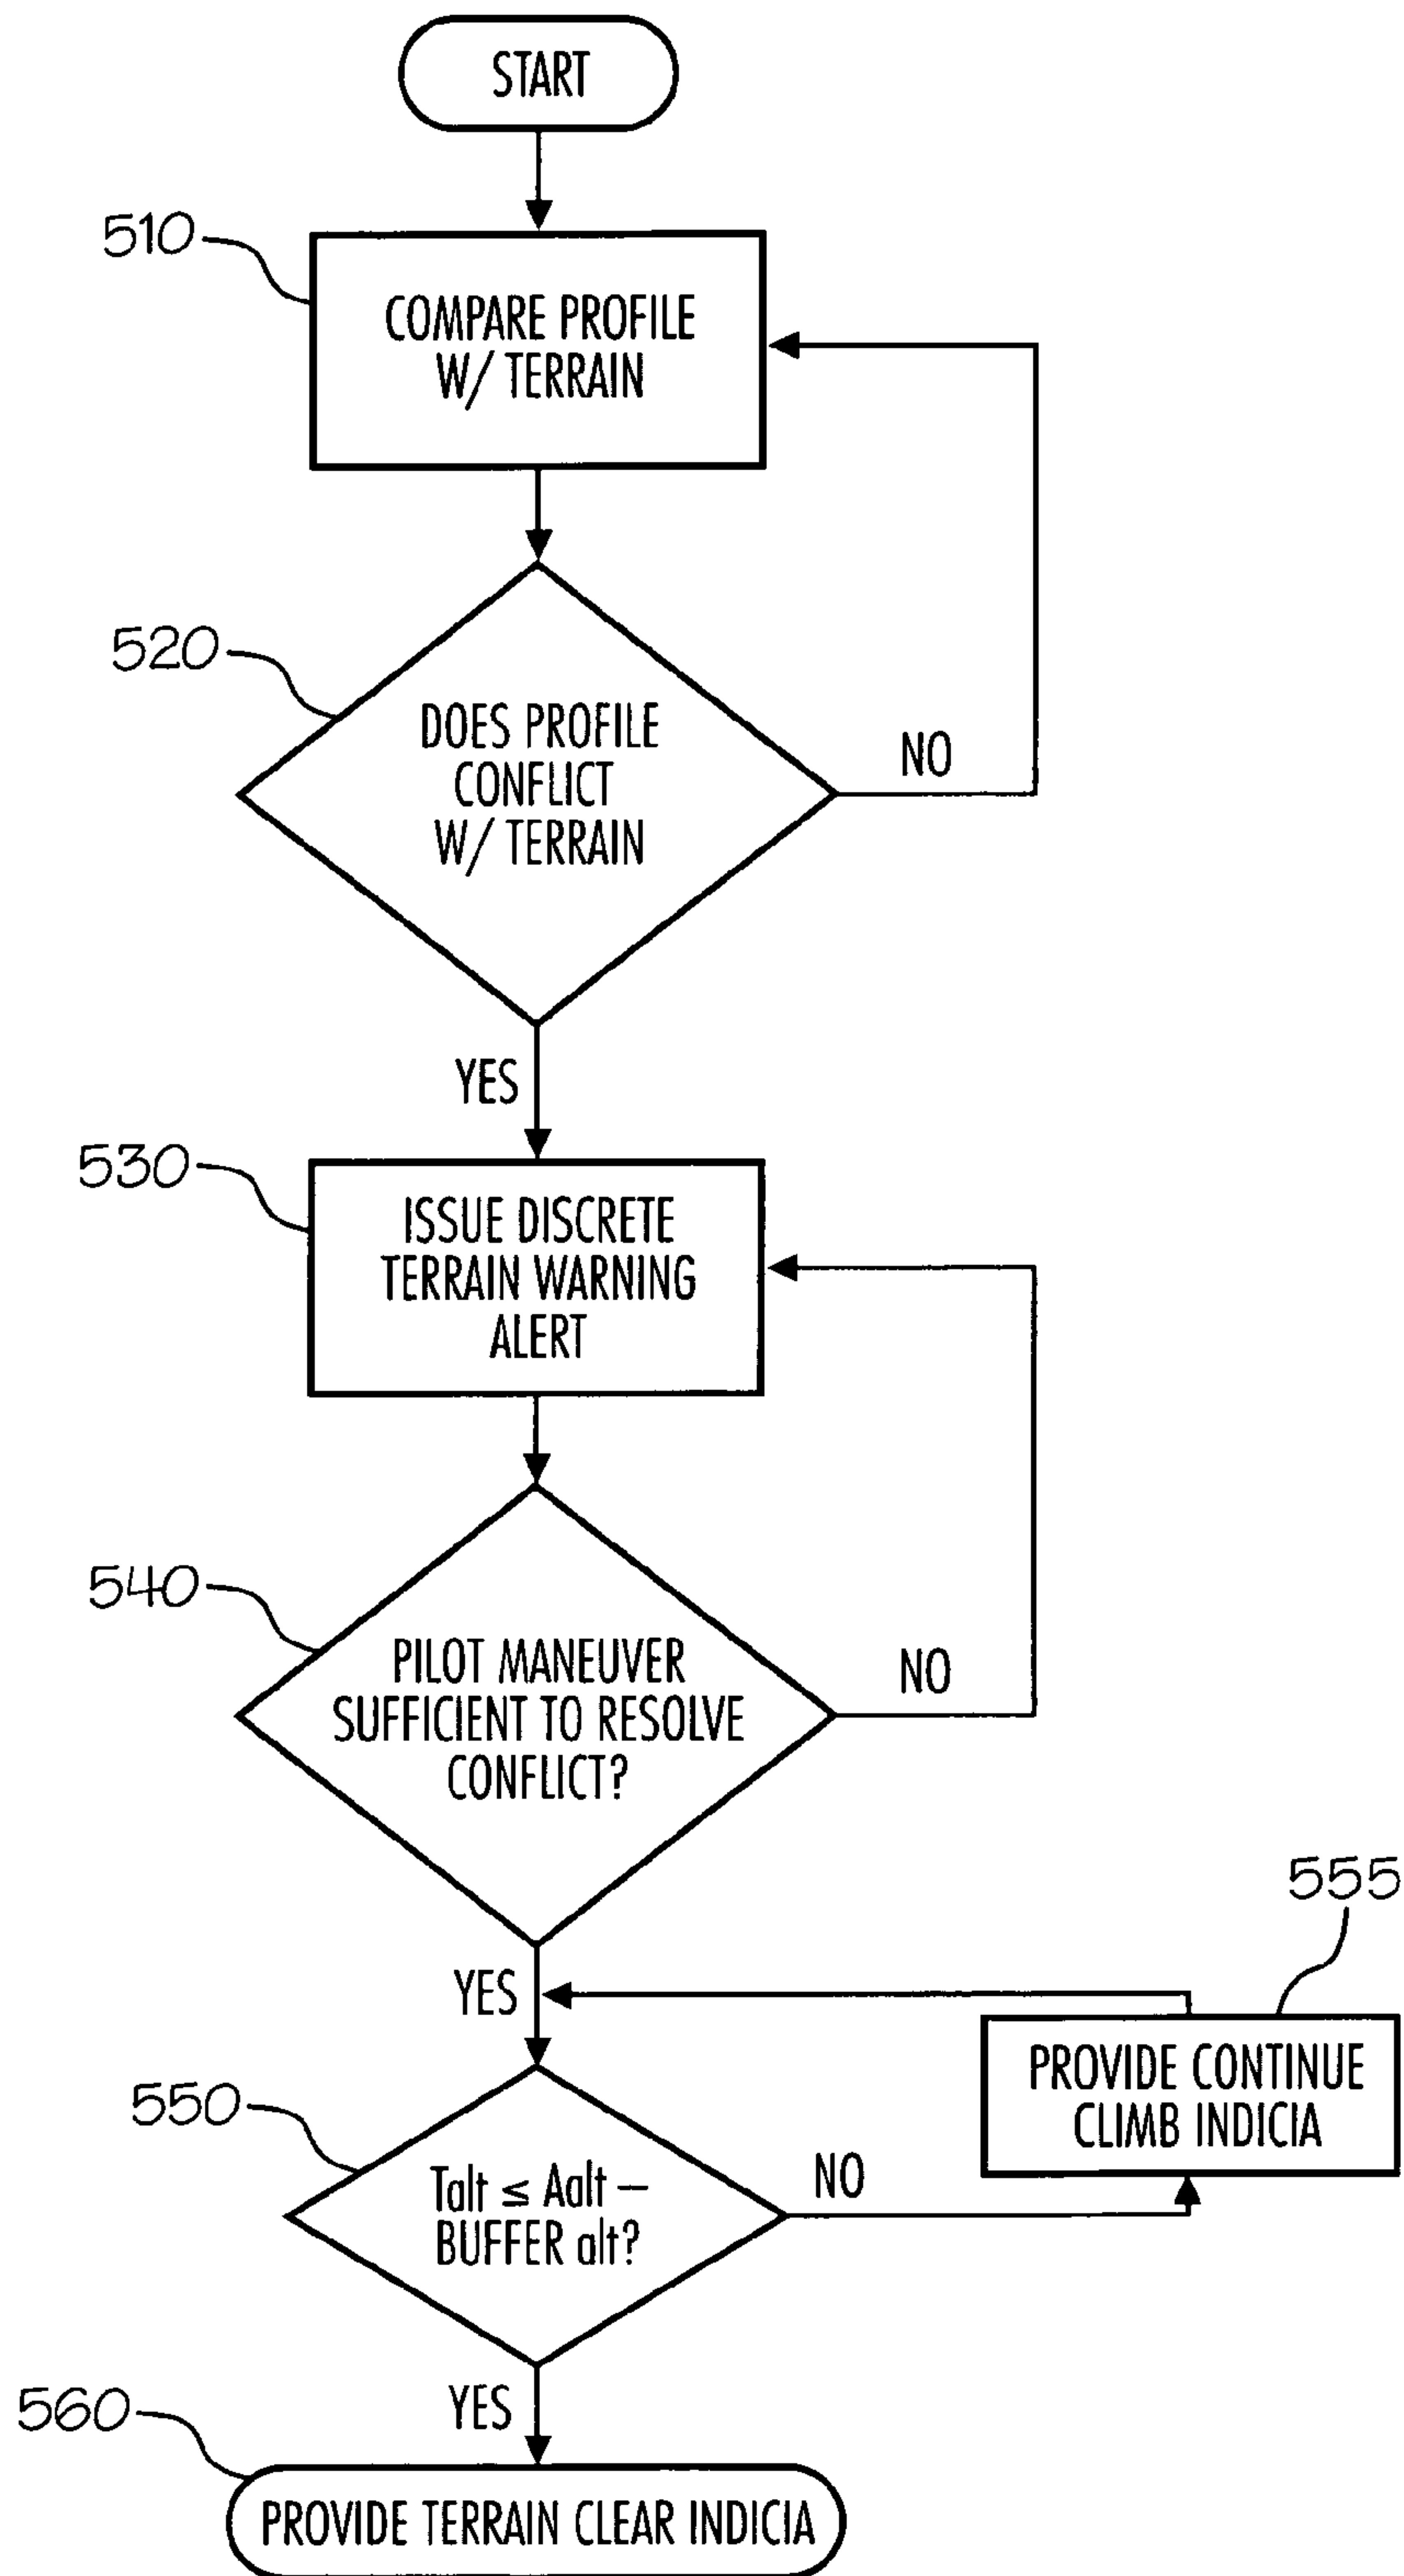 START
510
COMPARE PROFILE
W/ TERRAIN
520
DOES PROFILE
CONFLICT
W/ TERRAIN
NO
YES
530
ISSUE DISCRETE
TERRAIN WARNING
ALERT
540
PILOT MANEUVER
SUFFICIENT TO RESOLVE
CONFLICT?
NO
YES
555
PROVIDE CONTINUE
CLIMB INDICIA
550
Talt ≤ Aalt –
BUFFER alt?
NO
YES
560
PROVIDE TERRAIN CLEAR INDICIA